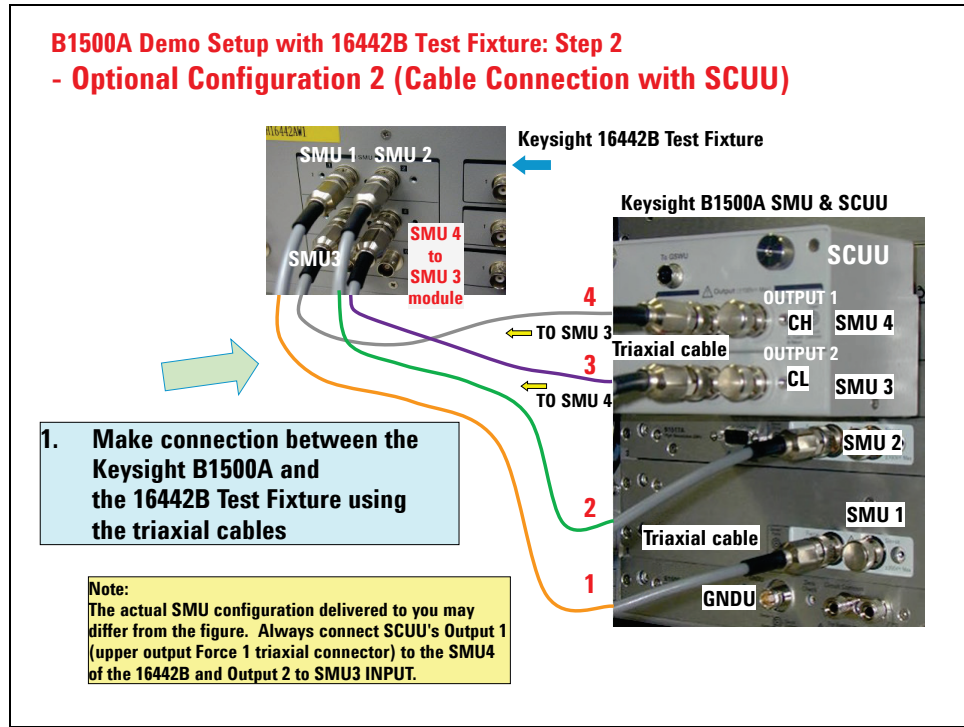 B1500A Demo Setup with 16442B Test Fixture: Step 2
- Optional Configuration 2 (Cable Connection with SCUU)
H16442AW1
SMU 1
SMU 2
SMU3
SMU 4
to
SMU 3
module
Keysight 16442B Test Fixture
Keysight B1500A SMU & SCUU
SCUU
To GSWU
Output
4
OUTPUT 1
CH
SMU 4
TO SMU 3
Triaxial cable
3
OUTPUT 2
CL
SMU 3
TO SMU 4
1. Make connection between the
Keysight B1500A and
the 16442B Test Fixture using
the triaxial cables
SMU 2
2
SMU 1
Triaxial cable
1
GNDU
Note:
The actual SMU configuration delivered to you may
differ from the figure. Always connect SCUU's Output 1
(upper output Force 1 triaxial connector) to the SMU4
of the 16442B and Output 2 to SMU3 INPUT.